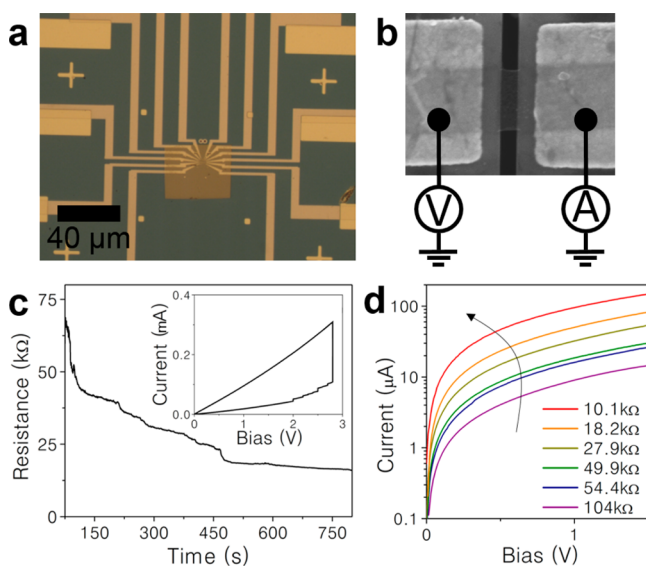 a
40 μm
b
V
A
c
Resistance (kΩ)
75
50
25
0
150 300 450 600 750
Time (s)
Current (mA)
0.4
0.2
0.0
0 1 2 3
Bias (V)
d
Current (μA)
100
10
1
0.1
0 1
Bias (V)
10.1kΩ
18.2kΩ
27.9kΩ
49.9kΩ
54.4kΩ
104kΩ